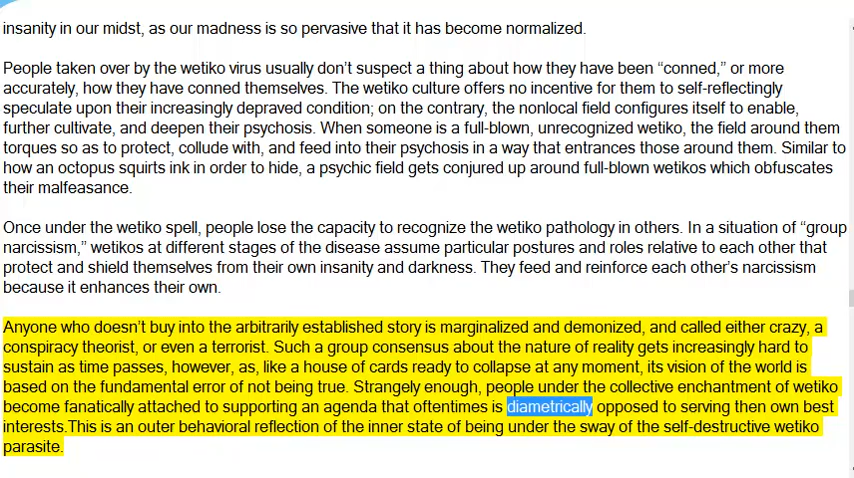 insanity in our midst, as our madness is so pervasive that it has become normalized.
People taken over by the wetiko virus usually don’t suspect a thing about how they have been “conned,” or more
accurately, how they have conned themselves. The wetiko culture offers no incentive for them to self-reflectingly
speculate upon their increasingly depraved condition; on the contrary, the nonlocal field configures itself to enable,
further cultivate, and deepen their psychosis. When someone is a full-blown, unrecognized wetiko, the field around them
torques so as to protect, collude with, and feed into their psychosis in a way that entrances those around them. Similar to
how an octopus squirts ink in order to hide, a psychic field gets conjured up around full-blown wetikos which obfuscates
their malfeasance.
Once under the wetiko spell, people lose the capacity to recognize the wetiko pathology in others. In a situation of “group
narcissism,” wetikos at different stages of the disease assume particular postures and roles relative to each other that
protect and shield themselves from their own insanity and darkness. They feed and reinforce each other’s narcissism
because it enhances their own.
Anyone who doesn’t buy into the arbitrarily established story is marginalized and demonized, and called either crazy, a
conspiracy theorist, or even a terrorist. Such a group consensus about the nature of reality gets increasingly hard to
sustain as time passes, however, as, like a house of cards ready to collapse at any moment, its vision of the world is
based on the fundamental error of not being true. Strangely enough, people under the collective enchantment of wetiko
become fanatically attached to supporting an agenda that oftentimes is diametrically opposed to serving then own best
interests.This is an outer behavioral reflection of the inner state of being under the sway of the self-destructive wetiko
parasite.